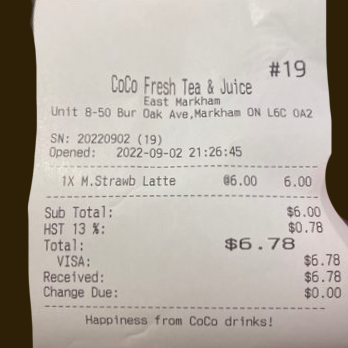 #19
CoCo Fresh Tea & Juice
East Markham
Unit 8-50 Bur Oak Ave,Markham ON L6C 0A2
SN: 20220902 (19)
Opened: 2022-09-02 21:26:45
1X M.Strawb Latte @6.00 6.00
Sub Total: $6.00
HST 13 %: $0.78
Total: $6.78
VISA: $6.78
Received: $6.78
Change Due: $0.00
Happiness from CoCo drinks!